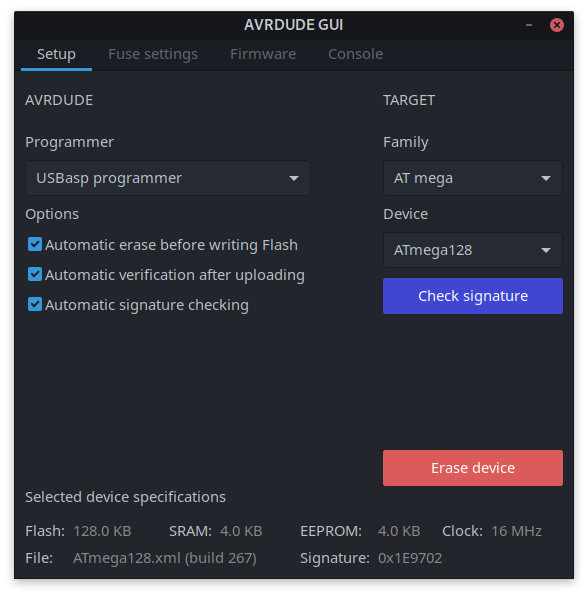 AVRDUDE GUI
Setup Fuse settings Firmware Console
AVRDUDE
Programmer
USBasp programmer
Options
Automatic erase before writing Flash
Automatic verification after uploading
Automatic signature checking
TARGET
Family
AT mega
Device
ATmega128
Check signature
Erase device
Selected device specifications
Flash: 128.0 KB SRAM: 4.0 KB EEPROM: 4.0 KB Clock: 16 MHz
File: ATmega128.xml (build 267) Signature: 0x1E9702